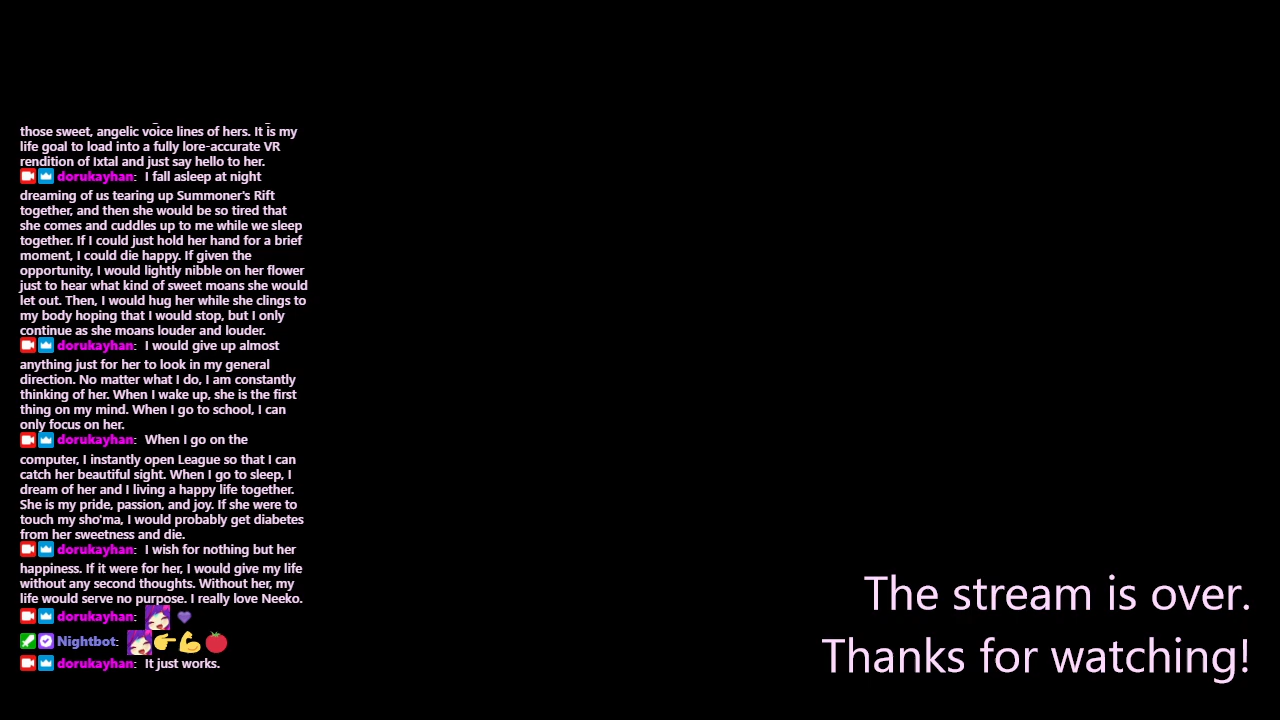 those sweet, angelic voice lines of hers. It is my
life goal to load into a fully lore-accurate VR
rendition of Ixtal and just say hello to her.
dorukayhan: I fall asleep at night
dreaming of us tearing up Summoner's Rift
together, and then she would be so tired that
she comes and cuddles up to me while we sleep
together. If I could just hold her hand for a brief
moment, I could die happy. If given the
opportunity, I would lightly nibble on her flower
just to hear what kind of sweet moans she would
let out. Then, I would hug her while she clings to
my body hoping that I would stop, but I only
continue as she moans louder and louder.
dorukayhan: I would give up almost
anything just for her to look in my general
direction. No matter what I do, I am constantly
thinking of her. When I wake up, she is the first
thing on my mind. When I go to school, I can
only focus on her.
dorukayhan: When I go on the
computer, I instantly open League so that I can
catch her beautiful sight. When I go to sleep, I
dream of her and I living a happy life together.
She is my pride, passion, and joy. If she were to
touch my sho'ma, I would probably get diabetes
from her sweetness and die.
dorukayhan: I wish for nothing but her
happiness. If it were for her, I would give my life
without any second thoughts. Without her, my
life would serve no purpose. I really love Neeko.
dorukayhan:
Nightbot:
dorukayhan: It just works.
The stream is over.
Thanks for watching!